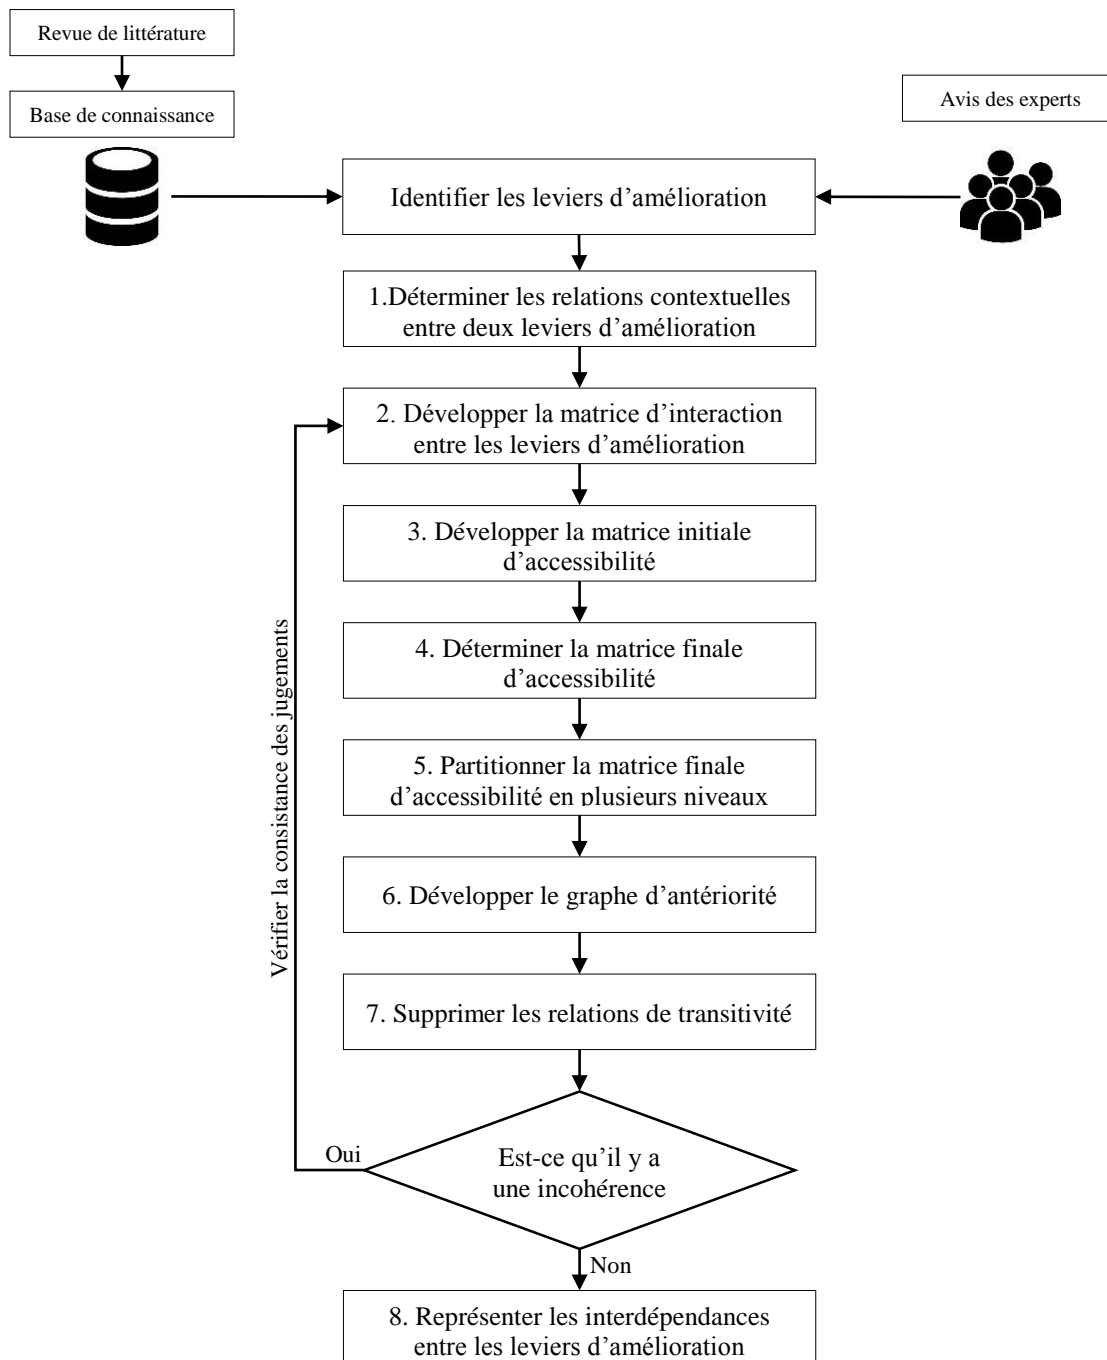 Revue de littérature
Base de connaissance
Avis des experts
Identifier les leviers d’amélioration
1.Déterminer les relations contextuelles
entre deux leviers d’amélioration
2. Développer la matrice d’interaction
entre les leviers d’amélioration
3. Développer la matrice initiale
d’accessibilité
4. Déterminer la matrice finale
d’accessibilité
5. Partitionner la matrice finale
d’accessibilité en plusieurs niveaux
6. Développer le graphe d’antériorité
7. Supprimer les relations de transitivité
Vérifier la consistance des jugements
Oui
Est-ce qu’il y a
une incohérence
Non
8. Représenter les interdépendances
entre les leviers d’amélioration